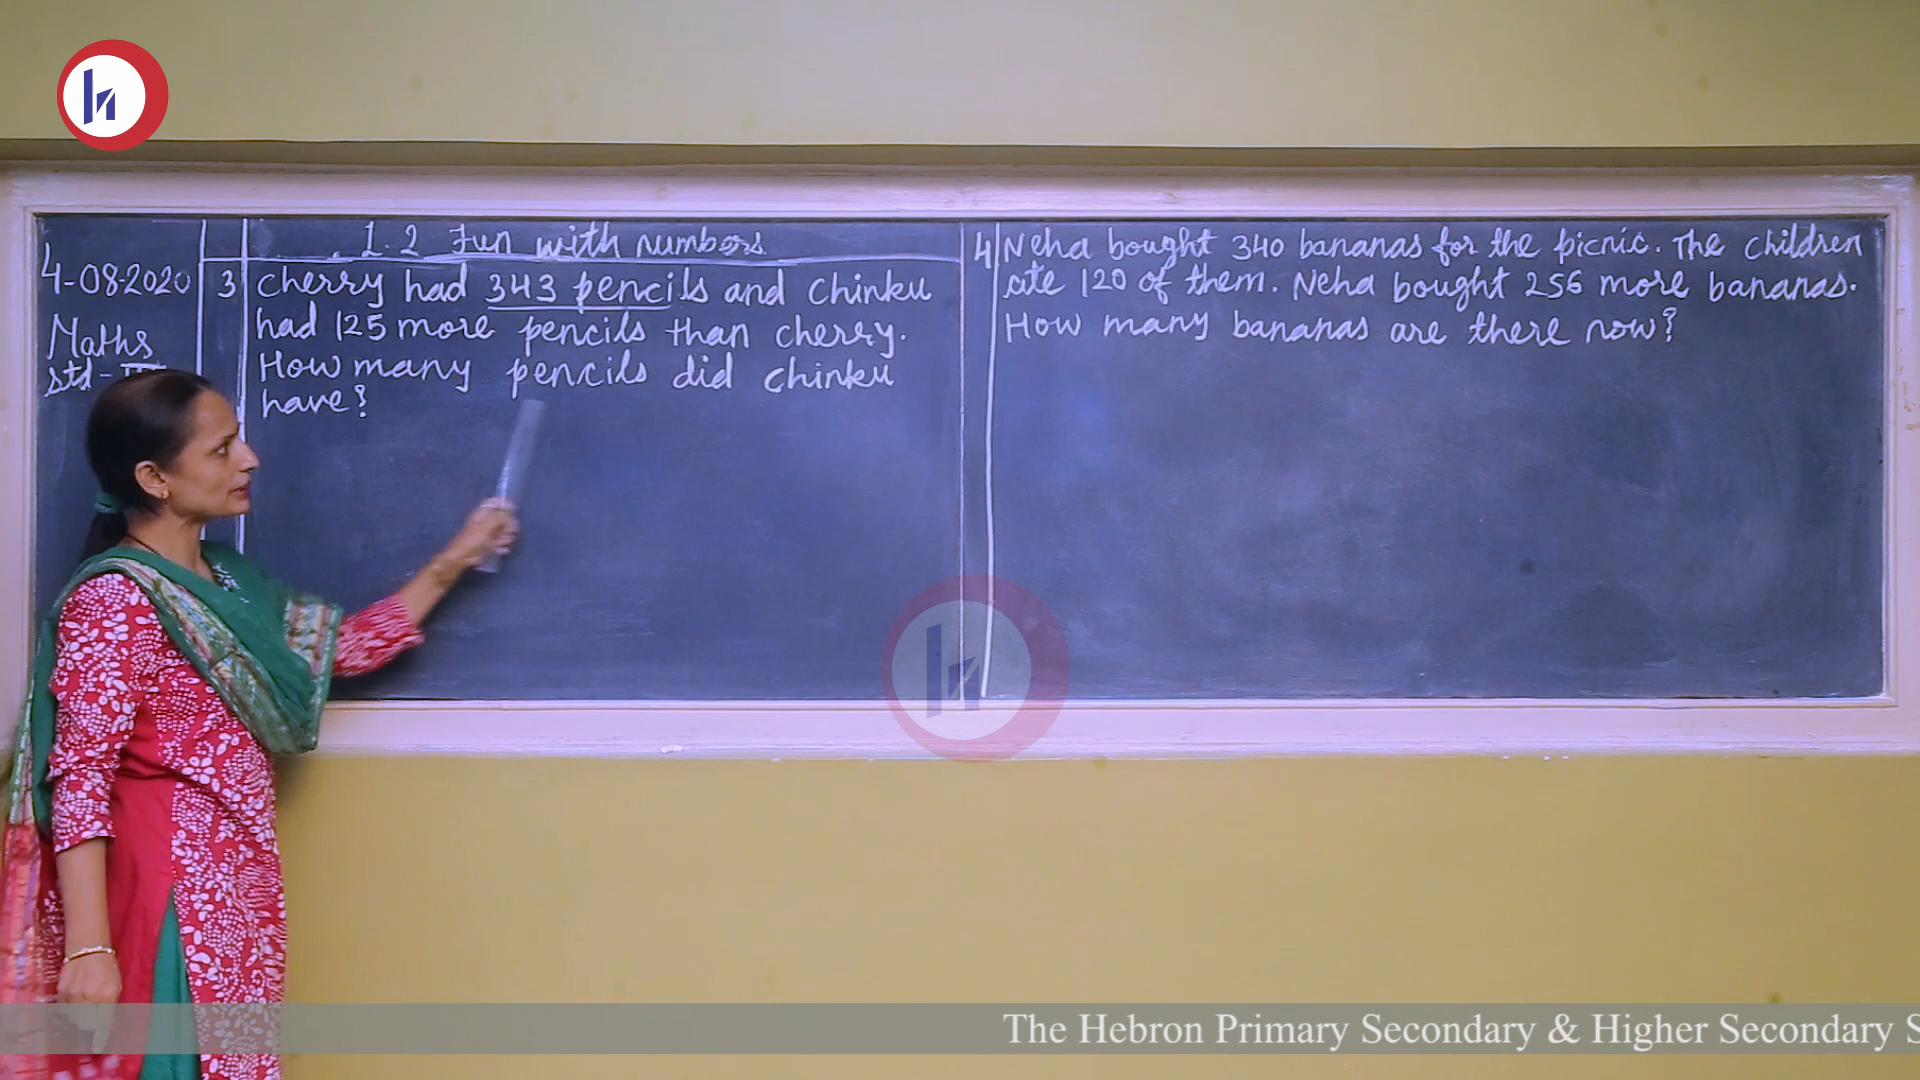 4-08-2020
Maths
std - III
1.2 Fun with numbers
3 cherry had 343 pencils and chinku
had 125 more pencils than cherry.
How many pencils did chinku
have?
4 Neha bought 340 bananas for the picnic. The children
ate 120 of them. Neha bought 256 more bananas.
How many bananas are there now?
The Hebron Primary Secondary & Higher Secondary S